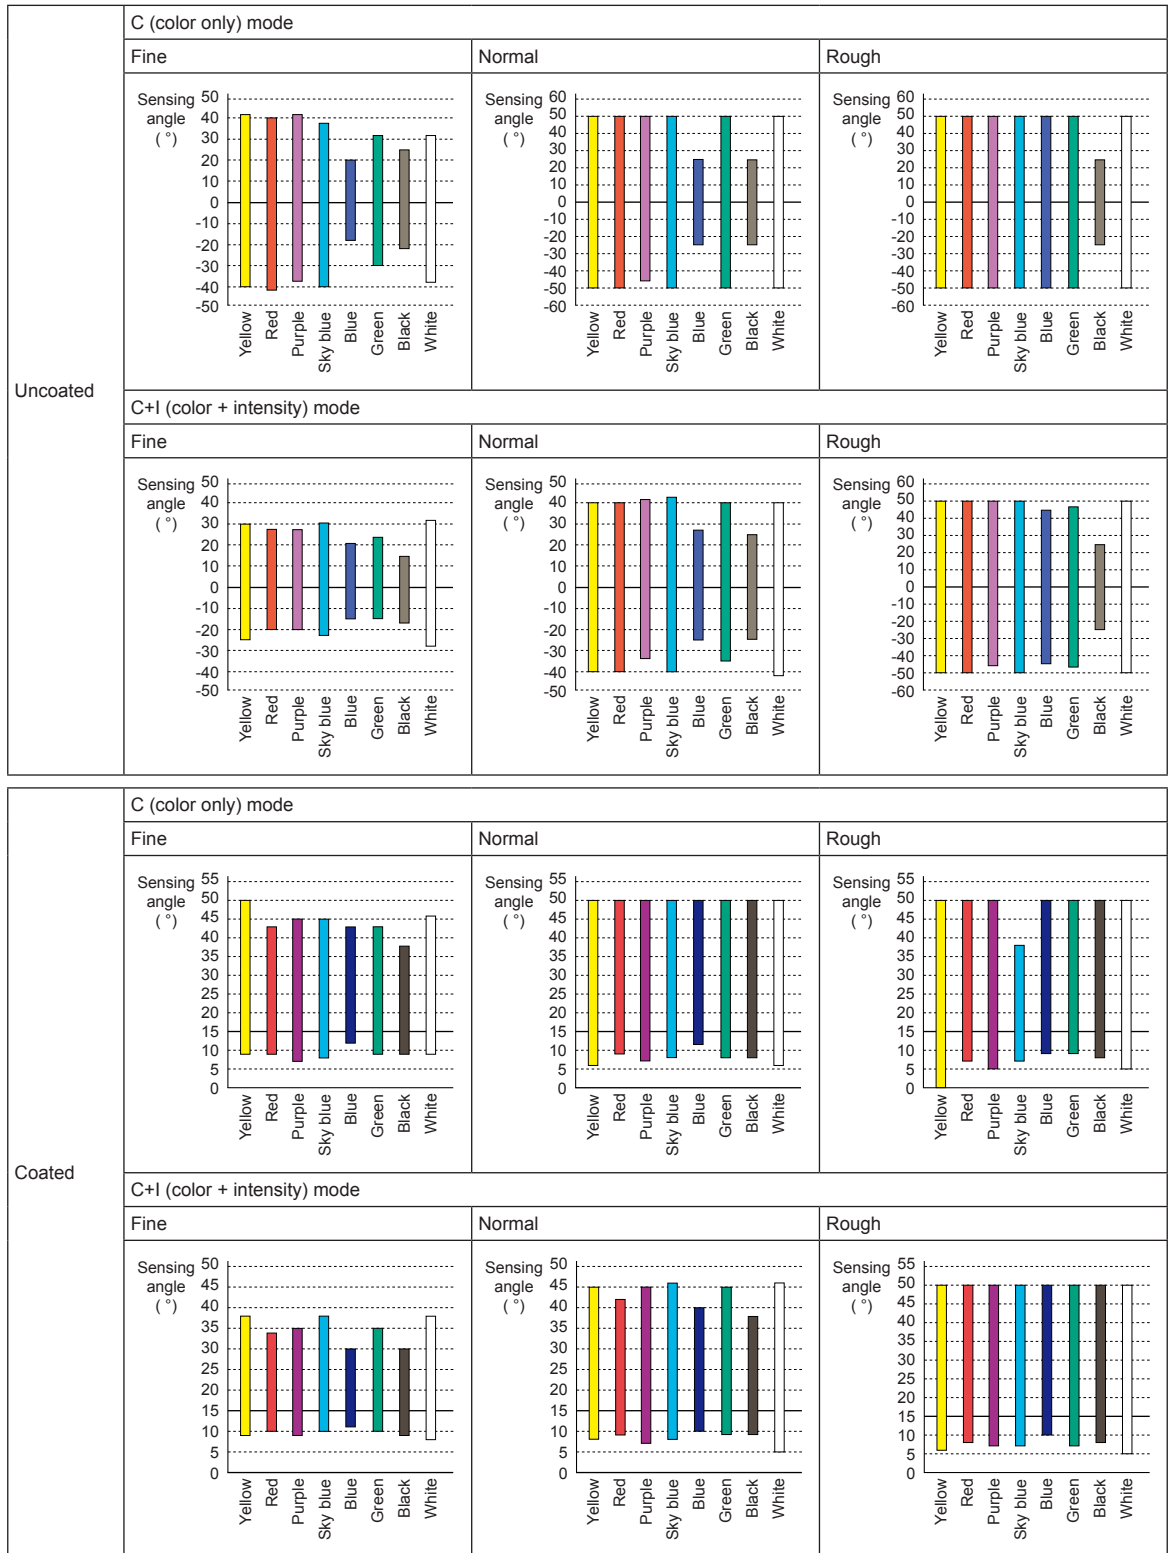 Uncoated
C (color only) mode
Fine
Normal
Rough
Sensing angle ( °)
50
40
30
20
10
0
-10
-20
-30
-40
-50
Yellow
Red
Purple
Sky blue
Blue
Green
Black
White
Sensing angle ( °)
60
50
40
30
20
10
0
-10
-20
-30
-40
-50
-60
Yellow
Red
Purple
Sky blue
Blue
Green
Black
White
Sensing angle ( °)
60
50
40
30
20
10
0
-10
-20
-30
-40
-50
-60
Yellow
Red
Purple
Sky blue
Blue
Green
Black
White
C+I (color + intensity) mode
Fine
Normal
Rough
Sensing angle ( °)
50
40
30
20
10
0
-10
-20
-30
-40
-50
Yellow
Red
Purple
Sky blue
Blue
Green
Black
White
Sensing angle ( °)
50
40
30
20
10
0
-10
-20
-30
-40
-50
Yellow
Red
Purple
Sky blue
Blue
Green
Black
White
Sensing angle ( °)
60
50
40
30
20
10
0
-10
-20
-30
-40
-50
-60
Yellow
Red
Purple
Sky blue
Blue
Green
Black
White
Coated
C (color only) mode
Fine
Normal
Rough
Sensing angle ( °)
55
50
45
40
35
30
25
20
15
10
5
0
Yellow
Red
Purple
Sky blue
Blue
Green
Black
White
Sensing angle ( °)
55
50
45
40
35
30
25
20
15
10
5
0
Yellow
Red
Purple
Sky blue
Blue
Green
Black
White
Sensing angle ( °)
55
50
45
40
35
30
25
20
15
10
5
0
Yellow
Red
Purple
Sky blue
Blue
Green
Black
White
C+I (color + intensity) mode
Fine
Normal
Rough
Sensing angle ( °)
50
45
40
35
30
25
20
15
10
5
0
Yellow
Red
Purple
Sky blue
Blue
Green
Black
White
Sensing angle ( °)
50
45
40
35
30
25
20
15
10
5
0
Yellow
Red
Purple
Sky blue
Blue
Green
Black
White
Sensing angle ( °)
55
50
45
40
35
30
25
20
15
10
5
0
Yellow
Red
Purple
Sky blue
Blue
Green
Black
White